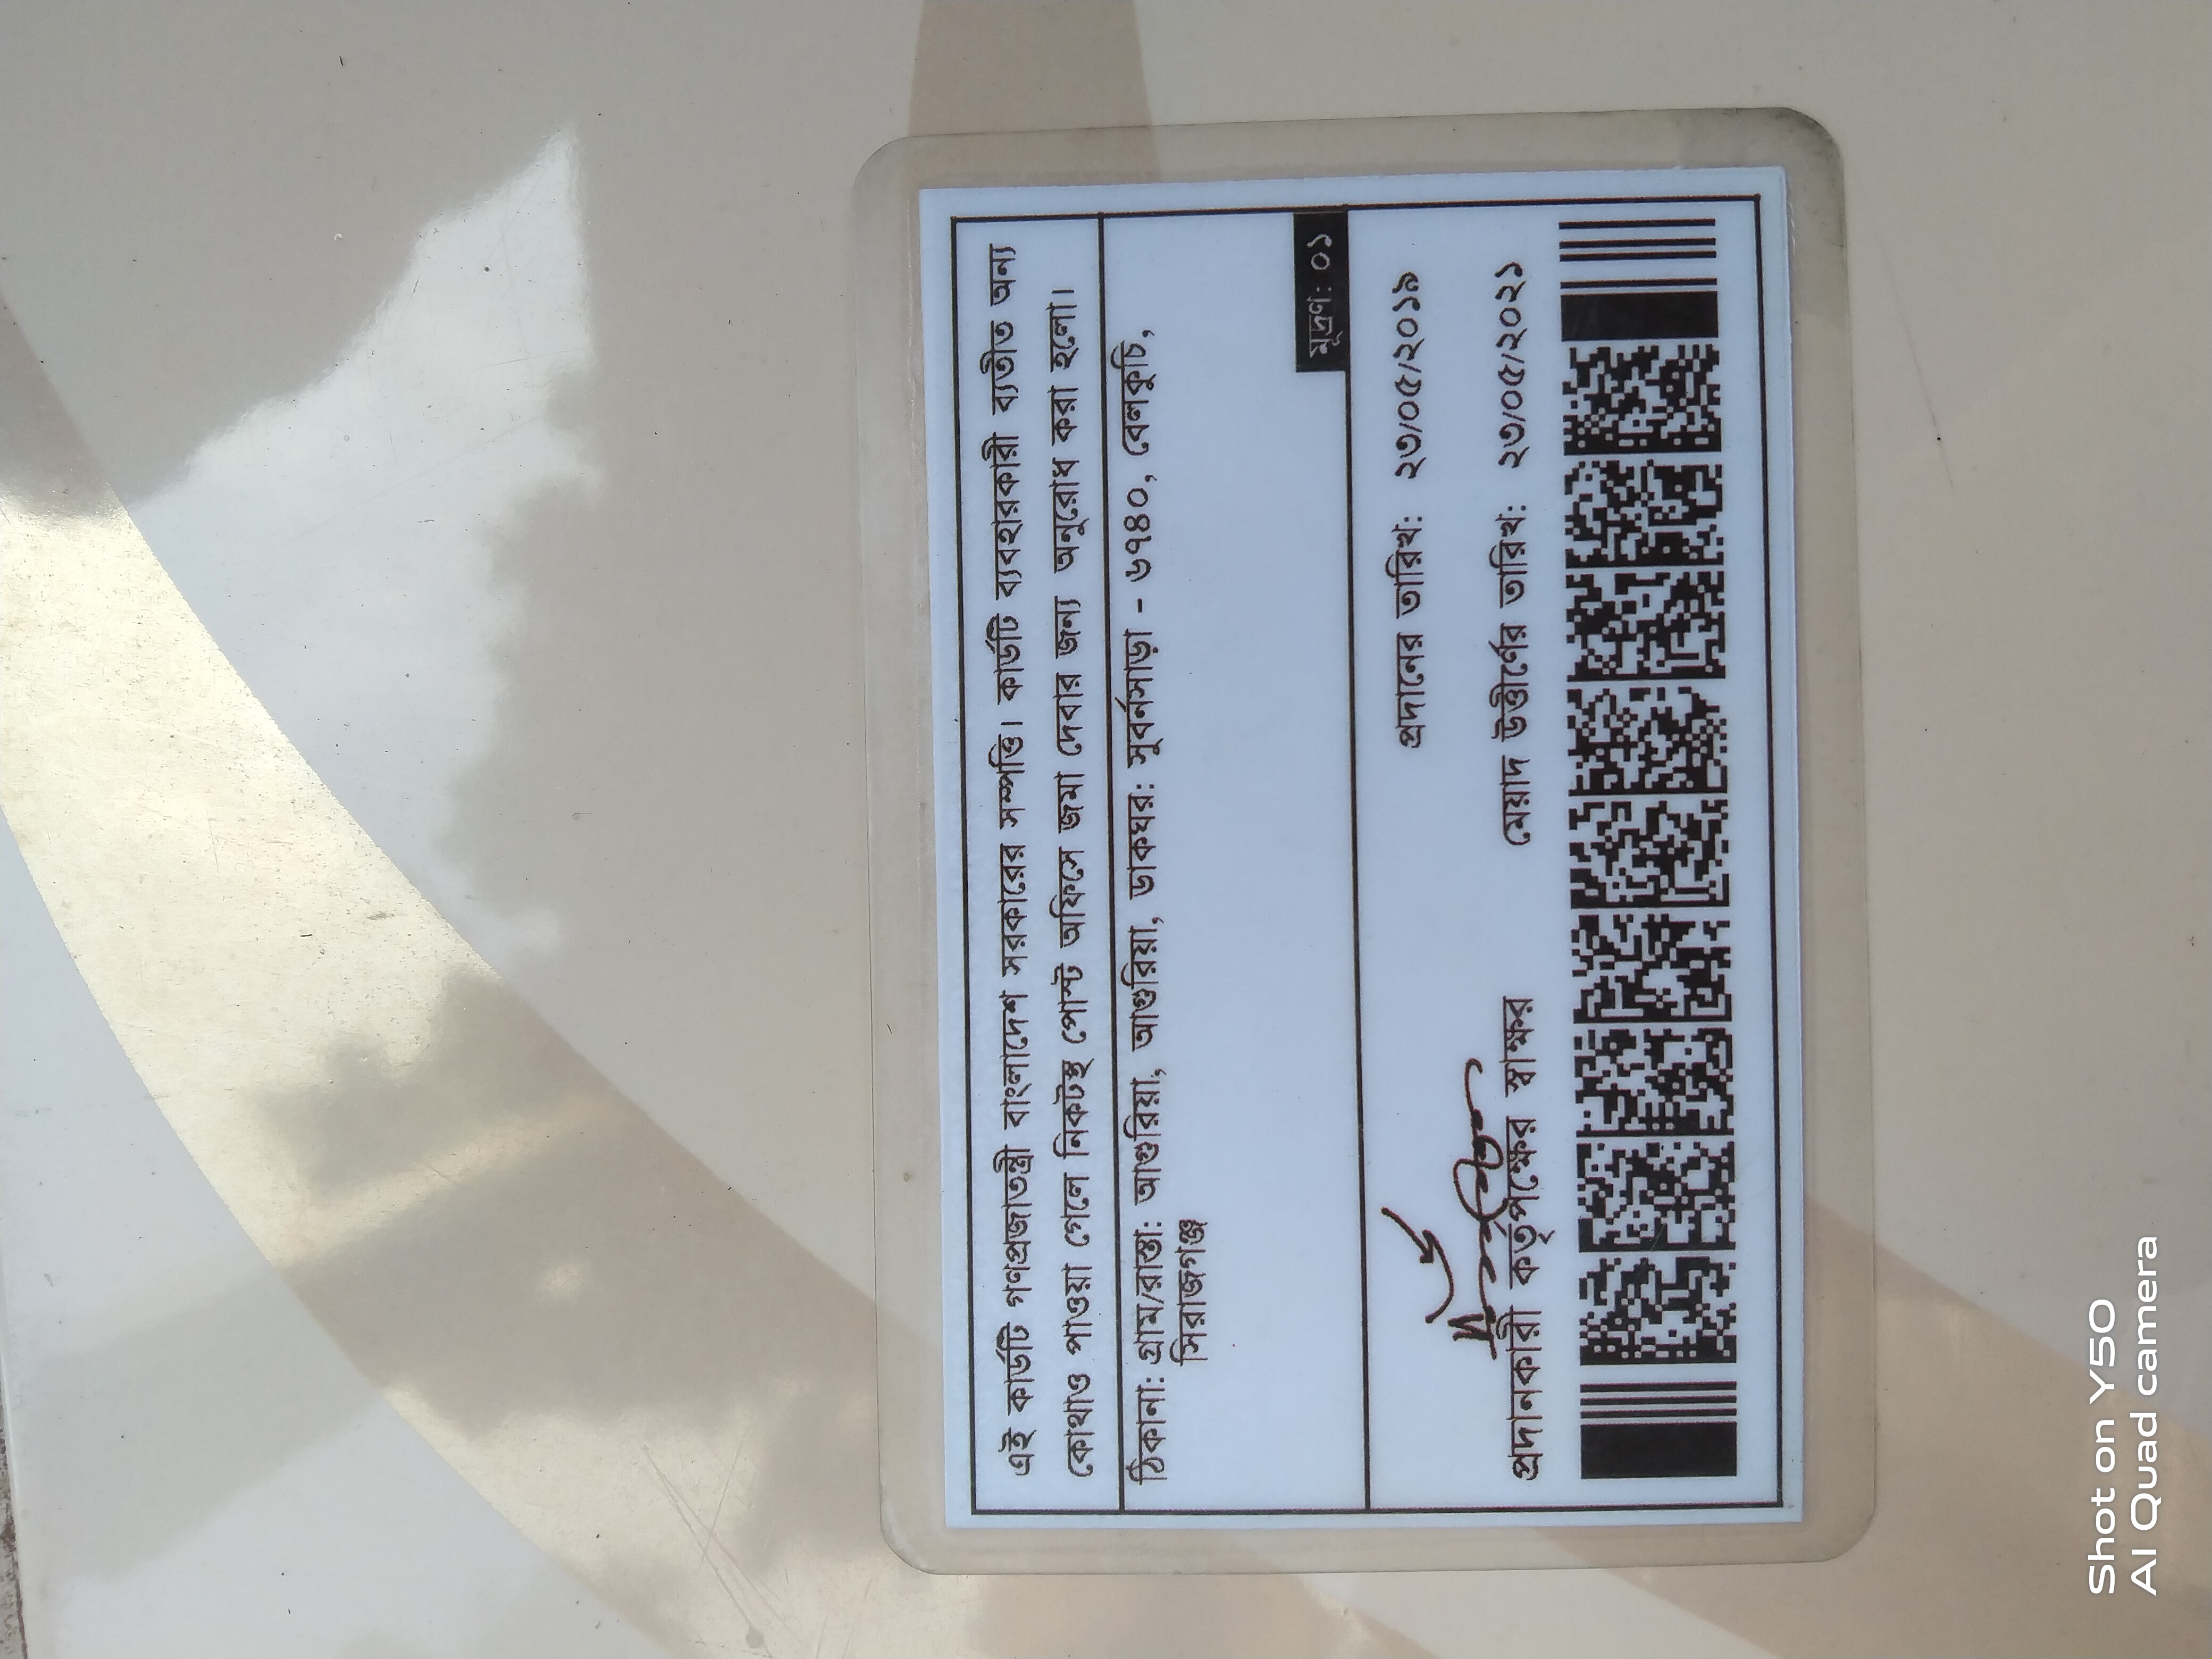 এই কার্ডটি গণপ্রজাতন্ত্রী বাংলাদেশ সরকারের সম্পত্তি। কার্ডটি ব্যবহারকারী ব্যতীত অন্য
কোথাও পাওয়া গেলে নিকটস্থ পোস্ট অফিসে জমা দেবার জন্য অনুরোধ করা হলো।
ঠিকানা: গ্রাম/রাস্তা: আগুরিয়া, আগুরিয়া, ডাকঘর: সুবর্নসাড়া - ৬৭৪০, বেলকুচি,
সিরাজগঞ্জ
মূদ্রণ: ০১
প্রদানের তারিখ: ২৩/০৫/২০১৯
প্রদানকারী কর্তৃপক্ষের স্বাক্ষর মেয়াদ উত্তীর্ণের তারিখ: ২৩/০৫/২০২১
Shot on Y50
AI Quad camera